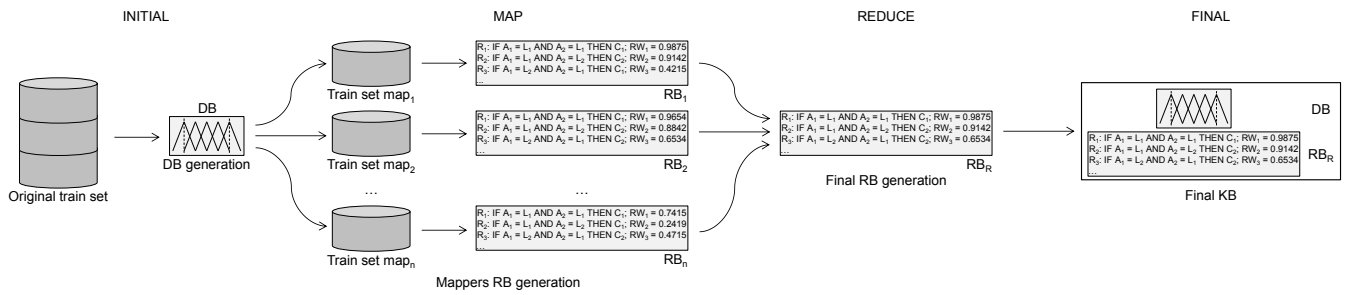 INITIAL
MAP
REDUCE
FINAL
Original train set
DB
DB generation
Train set map₁
Train set map₂
...
Train set mapₙ
R₁: IF A₁ = L₁ AND A₂ = L₁ THEN C₁; RW₁ = 0.9875
R₂: IF A₁ = L₁ AND A₂ = L₂ THEN C₂; RW₂ = 0.9142
R₃: IF A₁ = L₂ AND A₂ = L₁ THEN C₁; RW₃ = 0.4215
...
RB₁
R₁: IF A₁ = L₁ AND A₂ = L₁ THEN C₁; RW₁ = 0.9654
R₂: IF A₁ = L₁ AND A₂ = L₂ THEN C₂; RW₂ = 0.8842
R₃: IF A₁ = L₂ AND A₂ = L₁ THEN C₂; RW₃ = 0.6534
...
RB₂
...
R₁: IF A₁ = L₁ AND A₂ = L₁ THEN C₁; RW₁ = 0.7415
R₂: IF A₁ = L₁ AND A₂ = L₂ THEN C₂; RW₂ = 0.2419
R₃: IF A₁ = L₂ AND A₂ = L₁ THEN C₂; RW₃ = 0.4715
...
RBₙ
Mappers RB generation
R₁: IF A₁ = L₁ AND A₂ = L₁ THEN C₁; RW₁ = 0.9875
R₂: IF A₁ = L₁ AND A₂ = L₂ THEN C₂; RW₂ = 0.9142
R₃: IF A₁ = L₂ AND A₂ = L₁ THEN C₂; RW₃ = 0.6534
...
RB_R
Final RB generation
DB
R₁: IF A₁ = L₁ AND A₂ = L₁ THEN C₁; RW₁ = 0.9875
R₂: IF A₁ = L₁ AND A₂ = L₂ THEN C₂; RW₂ = 0.9142
R₃: IF A₁ = L₂ AND A₂ = L₁ THEN C₂; RW₃ = 0.6534
...
RB_R
Final KB